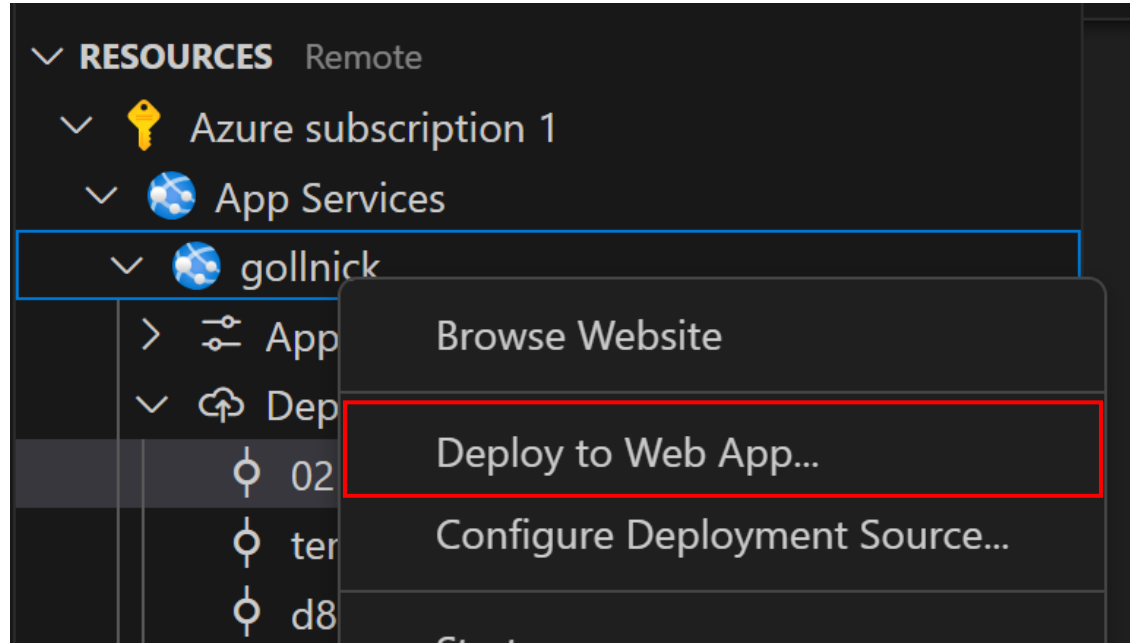 RESOURCES Remote
Azure subscription 1
App Services
gollnick
App
Browse Website
Dep
Deploy to Web App...
02
Configure Deployment Source...
ter
d8